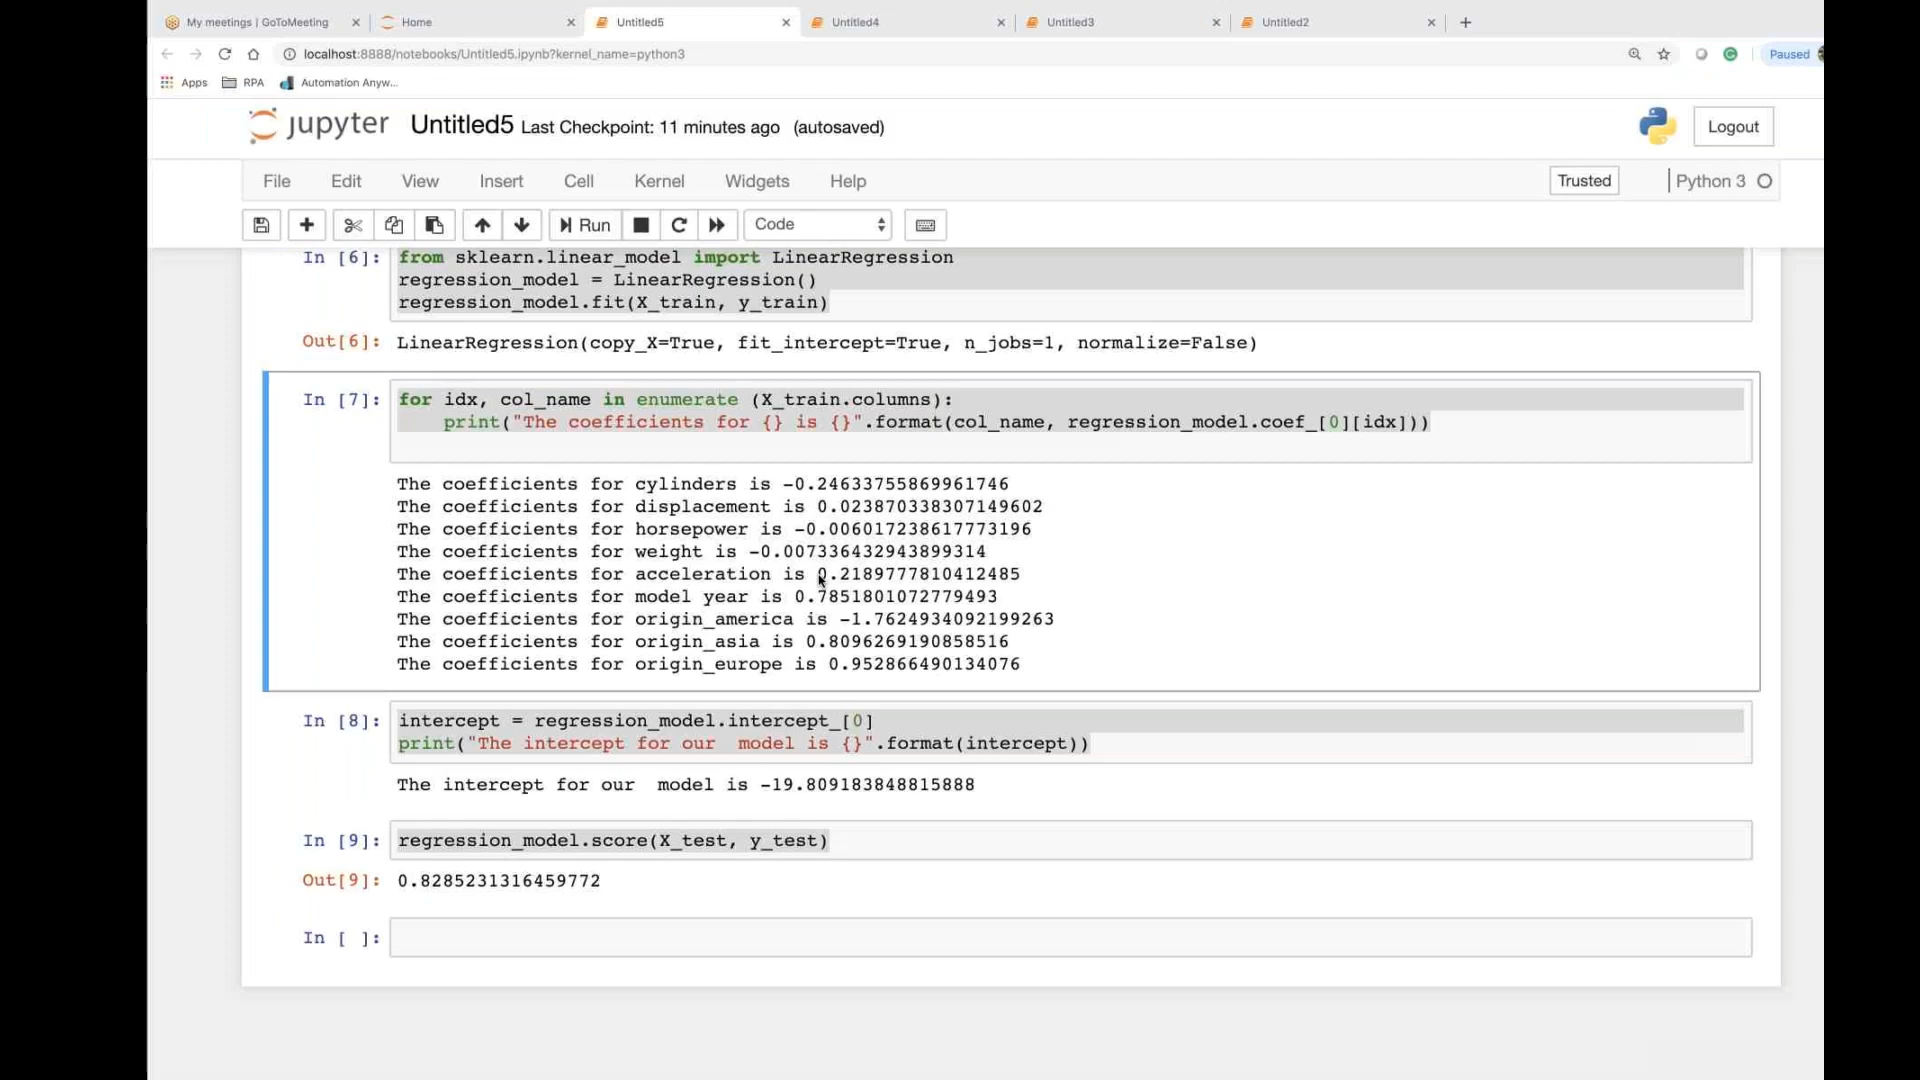 My meetings | GoToMeeting
Home
Untitled5
Untitled4
Untitled3
Untitled2
localhost:8888/notebooks/Untitled5.ipynb?kernel_name=python3
Paused
Apps
RPA
Automation Anyw...
jupyter
Untitled5 Last Checkpoint: 11 minutes ago (autosaved)
Logout
File Edit View Insert Cell Kernel Widgets Help
Trusted
Python 3
Run
Code
In [6]: from sklearn.linear_model import LinearRegression
regression_model = LinearRegression()
regression_model.fit(X_train, y_train)
Out[6]: LinearRegression(copy_X=True, fit_intercept=True, n_jobs=1, normalize=False)
In [7]: for idx, col_name in enumerate (X_train.columns):
print("The coefficients for {} is {}".format(col_name, regression_model.coef_[0][idx]))
The coefficients for cylinders is -0.24633755869961746
The coefficients for displacement is 0.023870338307149602
The coefficients for horsepower is -0.006017238617773196
The coefficients for weight is -0.007336432943899314
The coefficients for acceleration is 0.2189777810412485
The coefficients for model year is 0.7851801072779493
The coefficients for origin_america is -1.7624934092199263
The coefficients for origin_asia is 0.8096269190858516
The coefficients for origin_europe is 0.952866490134076
In [8]: intercept = regression_model.intercept_[0]
print("The intercept for our  model is {}".format(intercept))
The intercept for our  model is -19.809183848815888
In [9]: regression_model.score(X_test, y_test)
Out[9]: 0.8285231316459772
In [ ]: